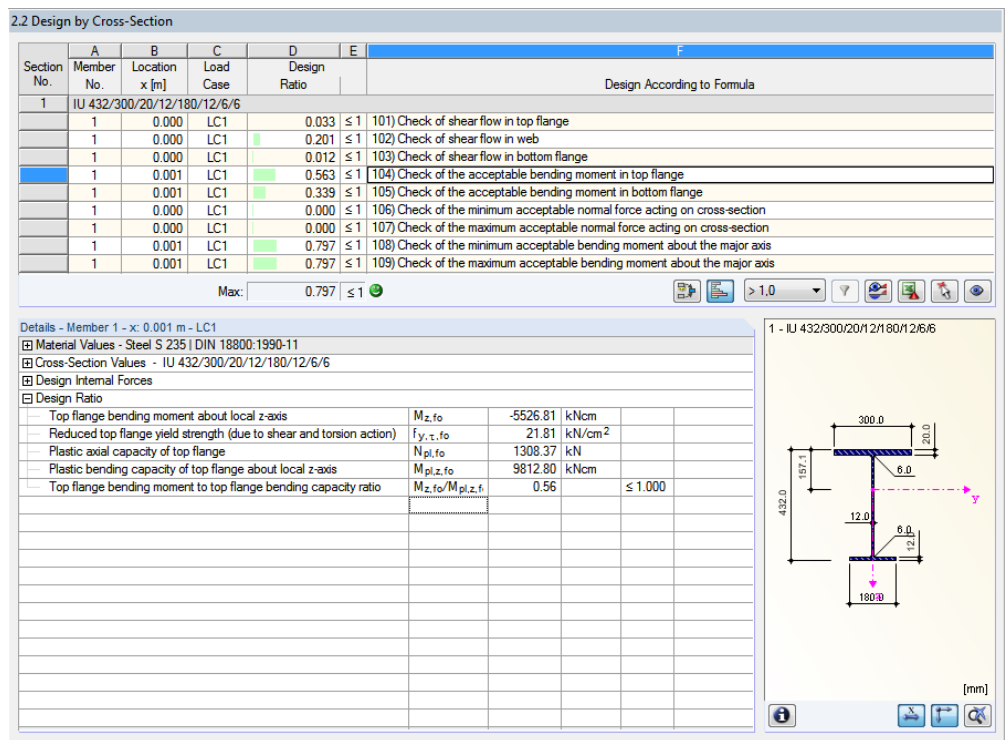 2.2 Design by Cross-Section
A B C D E F
Section Member Location Load Design
No. No. x [m] Case Ratio Design According to Formula
1 IU 432/300/20/12/180/12/6/6
1 0.000 LC1 0.033 ≤ 1 101) Check of shear flow in top flange
1 0.000 LC1 0.201 ≤ 1 102) Check of shear flow in web
1 0.000 LC1 0.012 ≤ 1 103) Check of shear flow in bottom flange
1 0.001 LC1 0.563 ≤ 1 104) Check of the acceptable bending moment in top flange
1 0.001 LC1 0.339 ≤ 1 105) Check of the acceptable bending moment in bottom flange
1 0.000 LC1 0.000 ≤ 1 106) Check of the minimum acceptable normal force acting on cross-section
1 0.000 LC1 0.000 ≤ 1 107) Check of the maximum acceptable normal force acting on cross-section
1 0.001 LC1 0.797 ≤ 1 108) Check of the minimum acceptable bending moment about the major axis
1 0.001 LC1 0.797 ≤ 1 109) Check of the maximum acceptable bending moment about the major axis
Max: 0.797 ≤ 1 > 1,0
Details - Member 1 - x: 0.001 m - LC1
Material Values - Steel S 235 | DIN 18800:1990-11
Cross-Section Values - IU 432/300/20/12/180/12/6/6
Design Internal Forces
Design Ratio
Top flange bending moment about local z-axis Mz,fo -5526.81 kNcm
Reduced top flange yield strength (due to shear and torsion action) fy,τ,fo 21.81 kN/cm2
Plastic axial capacity of top flange Npl,fo 1308.37 kN
Plastic bending capacity of top flange about local z-axis Mpl,z,fo 9812.80 kNcm
Top flange bending moment to top flange bending capacity ratio Mz,fo/Mpl,z,f 0.56 ≤ 1.000
1 - IU 432/300/20/12/180/12/6/6
300.0
20.0
157.1
6.0
432.0
y
12.0
6.0
12.0
180.0
[mm]